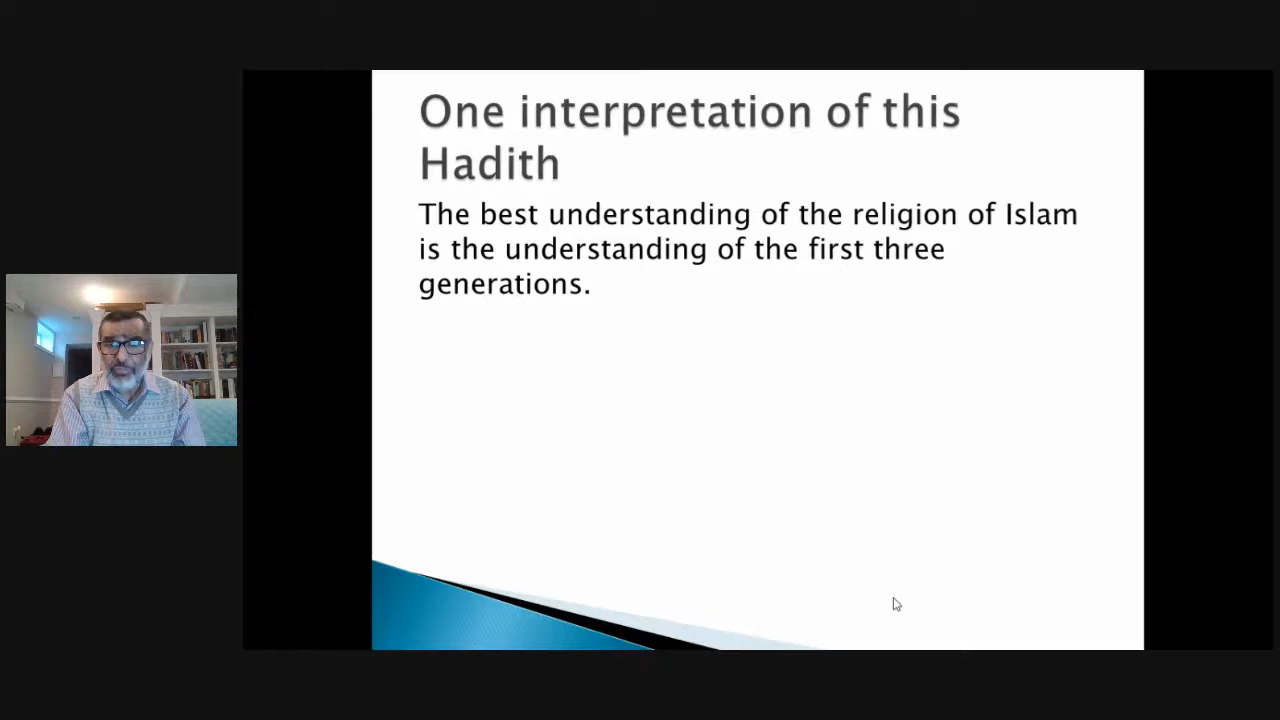 One interpretation of this
Hadith
The best understanding of the religion of Islam
is the understanding of the first three
generations.